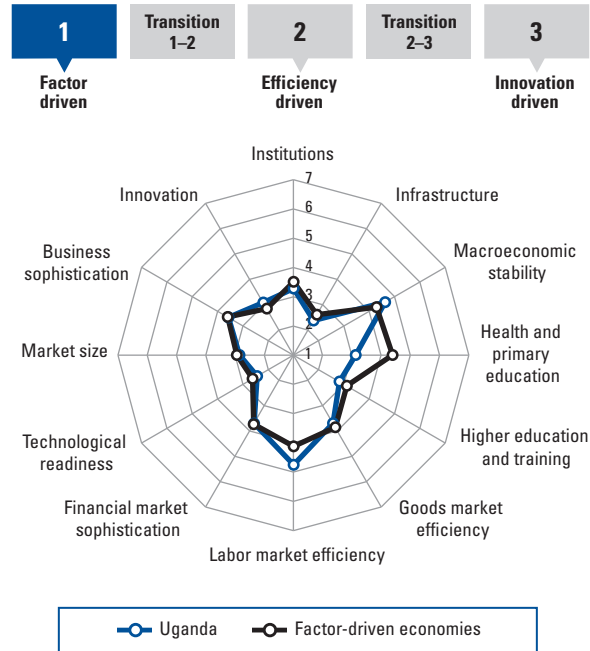 1
Transition
1–2
2
Transition
2–3
3
Factor
driven
Efficiency
driven
Innovation
driven
Institutions
7
Innovation
Infrastructure
6
5
Business
sophistication
Macroeconomic
stability
4
3
2
Market size
1
Health and
primary
education
Technological
readiness
Higher education
and training
Financial market
sophistication
Goods market
efficiency
Labor market efficiency
Uganda
Factor-driven economies